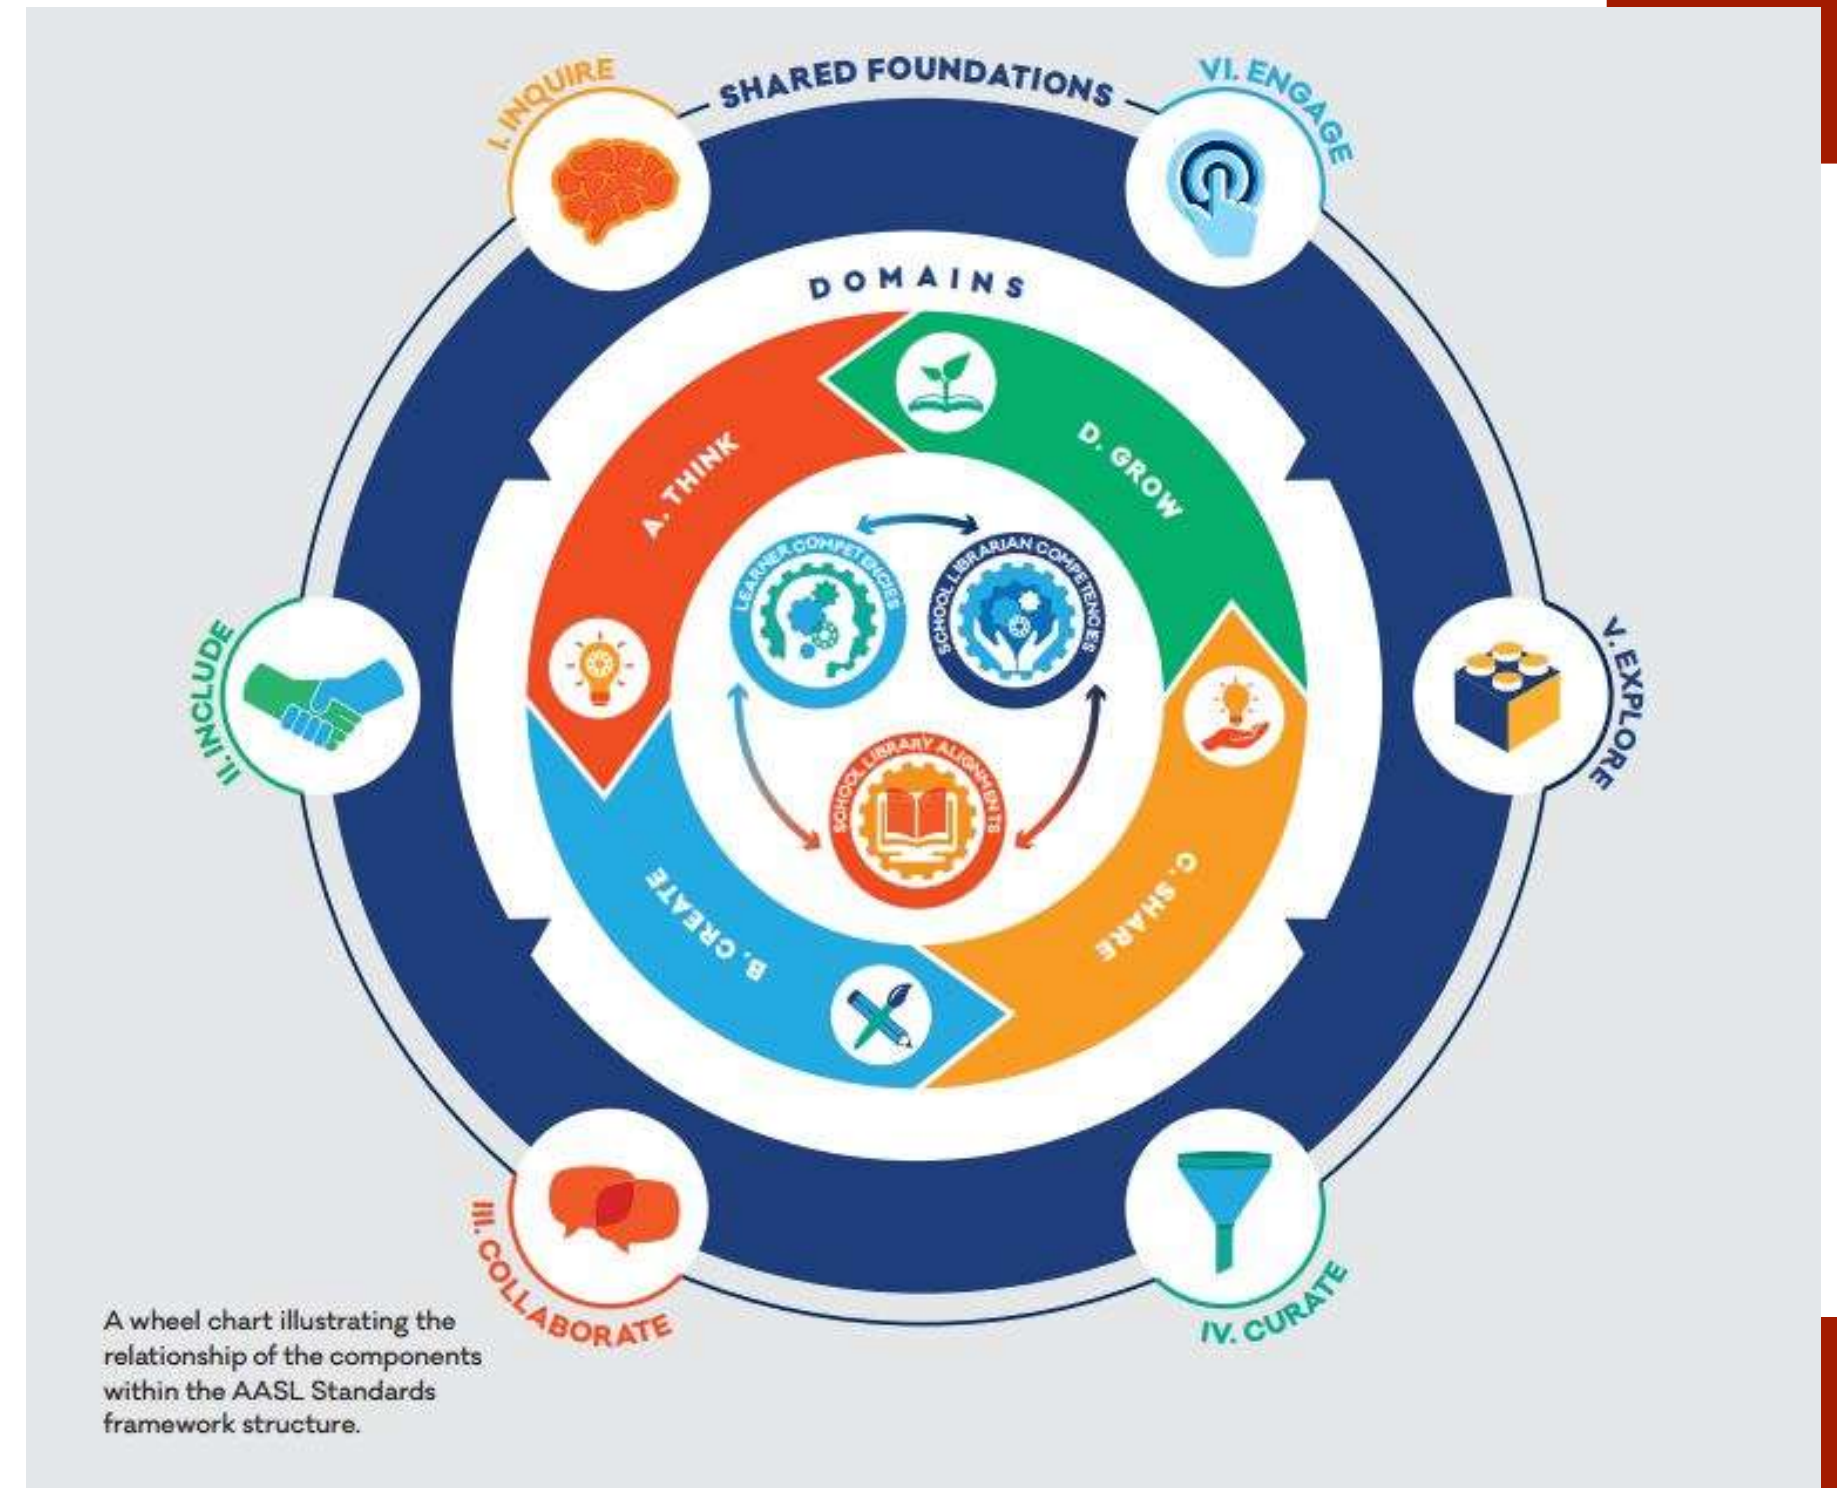 SHARED FOUNDATIONS
I. INQUIRE
VI. ENGAGE
DOMAINS
A. THINK
D. GROW
LEARNER COMPETENCIES
SCHOOL LIBRARIAN COMPETENCIES
II. INCLUDE
V. EXPLORE
SCHOOL LIBRARY ALIGNMENTS
B. CREATE
C. SHARE
III. COLLABORATE
IV. CURATE
A wheel chart illustrating the
relationship of the components
within the AASL Standards
framework structure.